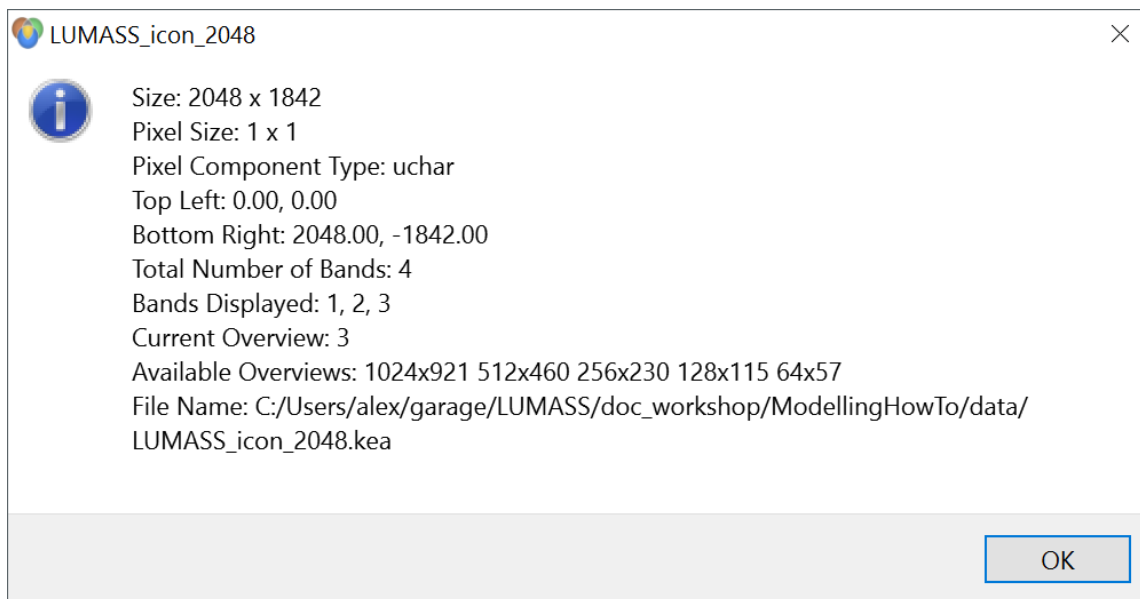 LUMASS_icon_2048
Size: 2048 x 1842
Pixel Size: 1 x 1
Pixel Component Type: uchar
Top Left: 0.00, 0.00
Bottom Right: 2048.00, -1842.00
Total Number of Bands: 4
Bands Displayed: 1, 2, 3
Current Overview: 3
Available Overviews: 1024x921 512x460 256x230 128x115 64x57
File Name: C:/Users/alex/garage/LUMASS/doc_workshop/ModellingHowTo/data/
LUMASS_icon_2048.kea
OK